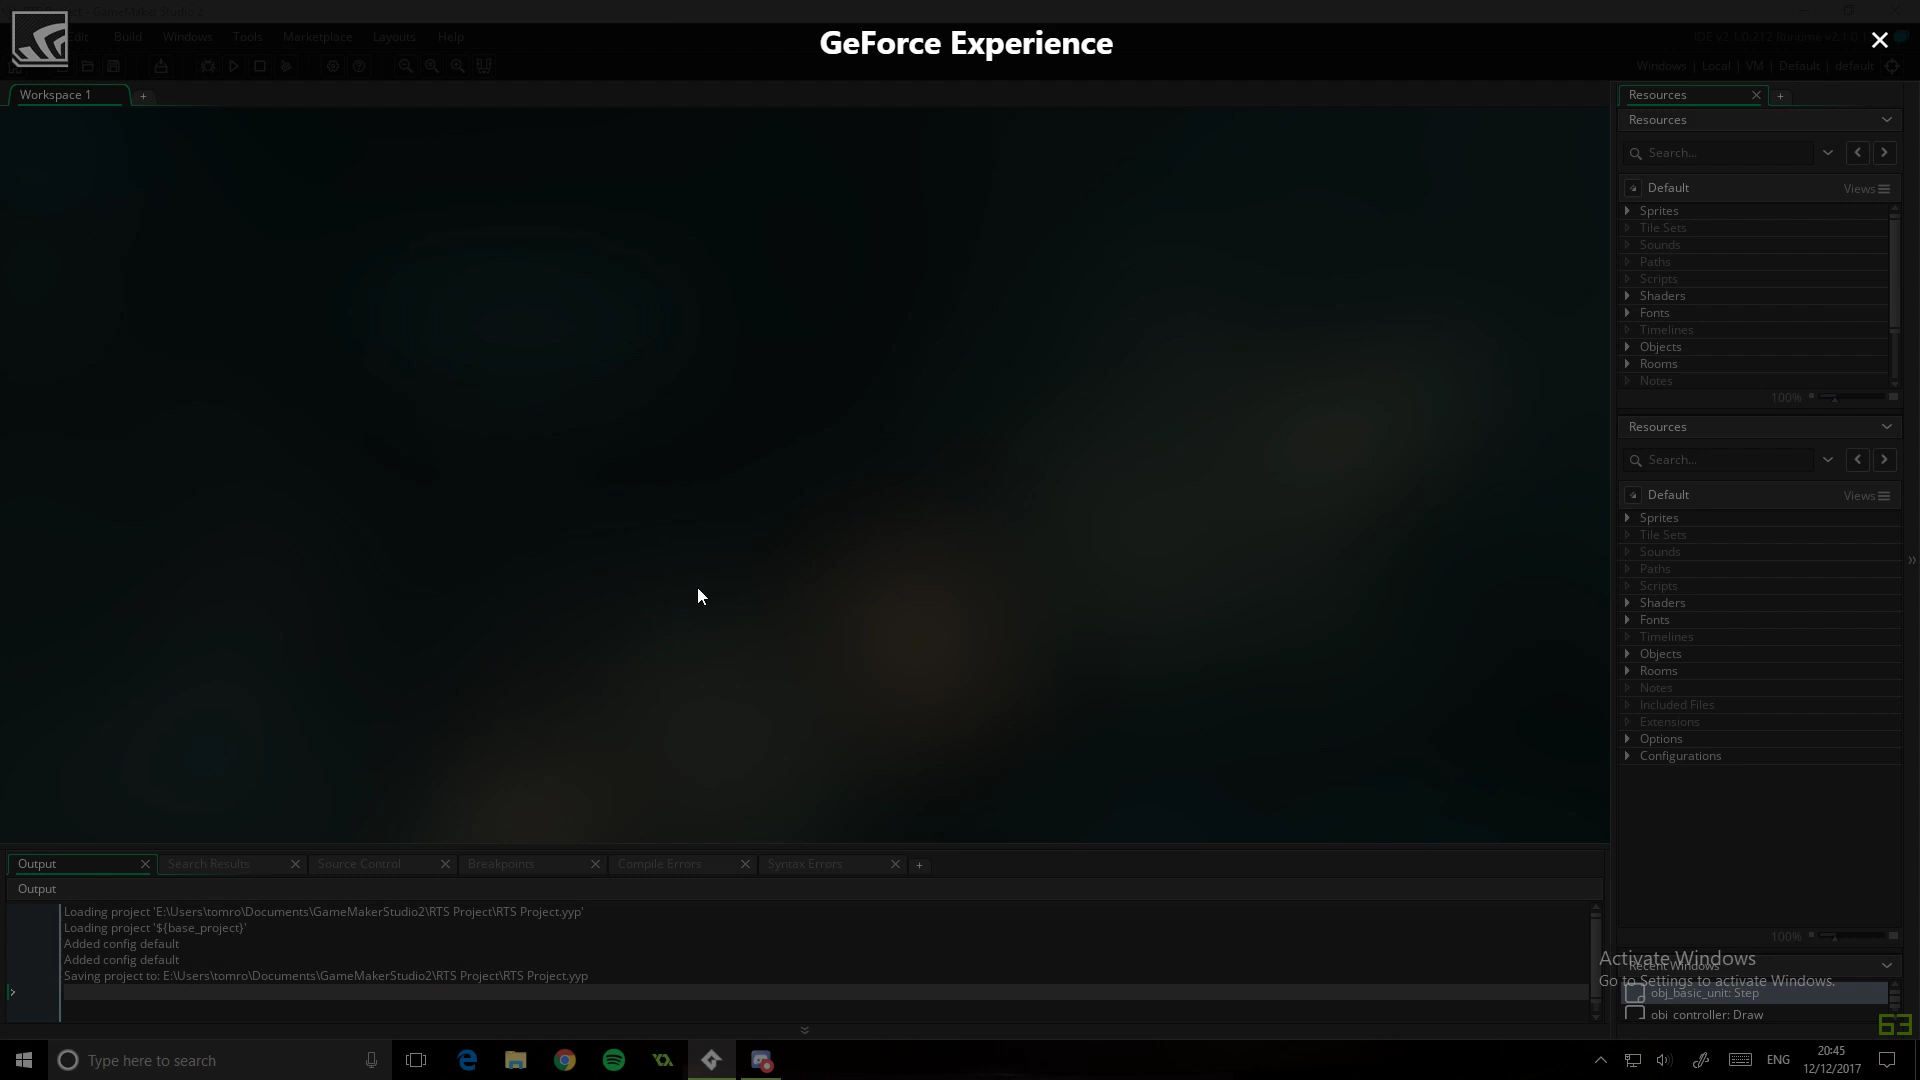 GameMaker Studio 2
GeForce Experience
Edit Build Windows Tools Marketplace Layouts Help
Windows | Local | VM | Default | default
Workspace 1
Resources
Resources
Search...
Default Views
Sprites
Tile Sets
Sounds
Paths
Scripts
Shaders
Fonts
Timelines
Objects
Rooms
Notes
100%
Resources
Search...
Default Views
Sprites
Tile Sets
Sounds
Paths
Scripts
Shaders
Fonts
Timelines
Objects
Rooms
Notes
Included Files
Extensions
Options
Configurations
100%
Output Search Results Source Control Breakpoints Compile Errors Syntax Errors
Output
Loading project 'E:\Users\tomro\Documents\GameMakerStudio2\RTS Project\RTS Project.yyp'
Loading project '${base_project}'
Added config default
Added config default
Saving project to: E:\Users\tomro\Documents\GameMakerStudio2\RTS Project\RTS Project.yyp
Activate Windows
Recent Windows
Go to Settings to activate Windows.
obj_basic_unit: Step
obj_controller: Draw
63
Type here to search
ENG
20:45
12/12/2017